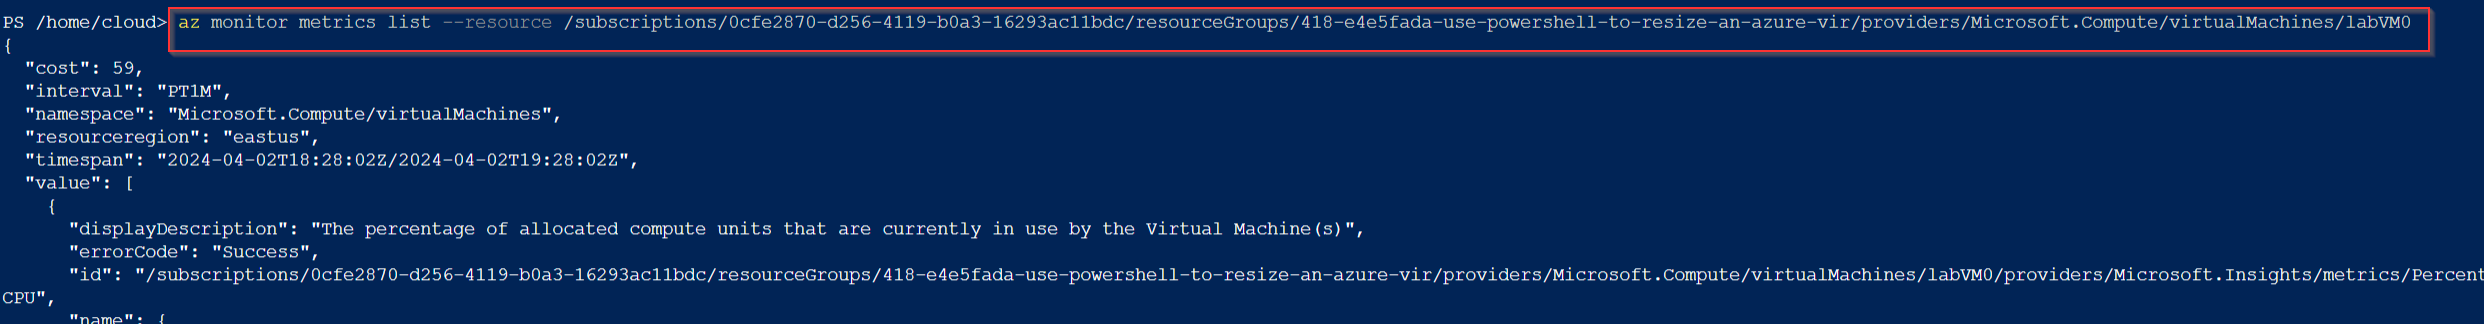 PS /home/cloud> az monitor metrics list --resource /subscriptions/0cfe2870-d256-4119-b0a3-16293ac11bdc/resourceGroups/418-e4e5fada-use-powershell-to-resize-an-azure-vir/providers/Microsoft.Compute/virtualMachines/labVM0
{
  "cost": 59,
  "interval": "PT1M",
  "namespace": "Microsoft.Compute/virtualMachines",
  "resourceregion": "eastus",
  "timespan": "2024-04-02T18:28:02Z/2024-04-02T19:28:02Z",
  "value": [
    {
      "displayDescription": "The percentage of allocated compute units that are currently in use by the Virtual Machine(s)",
      "errorCode": "Success",
      "id": "/subscriptions/0cfe2870-d256-4119-b0a3-16293ac11bdc/resourceGroups/418-e4e5fada-use-powershell-to-resize-an-azure-vir/providers/Microsoft.Compute/virtualMachines/labVM0/providers/Microsoft.Insights/metrics/Percent
CPU",
      "name": {